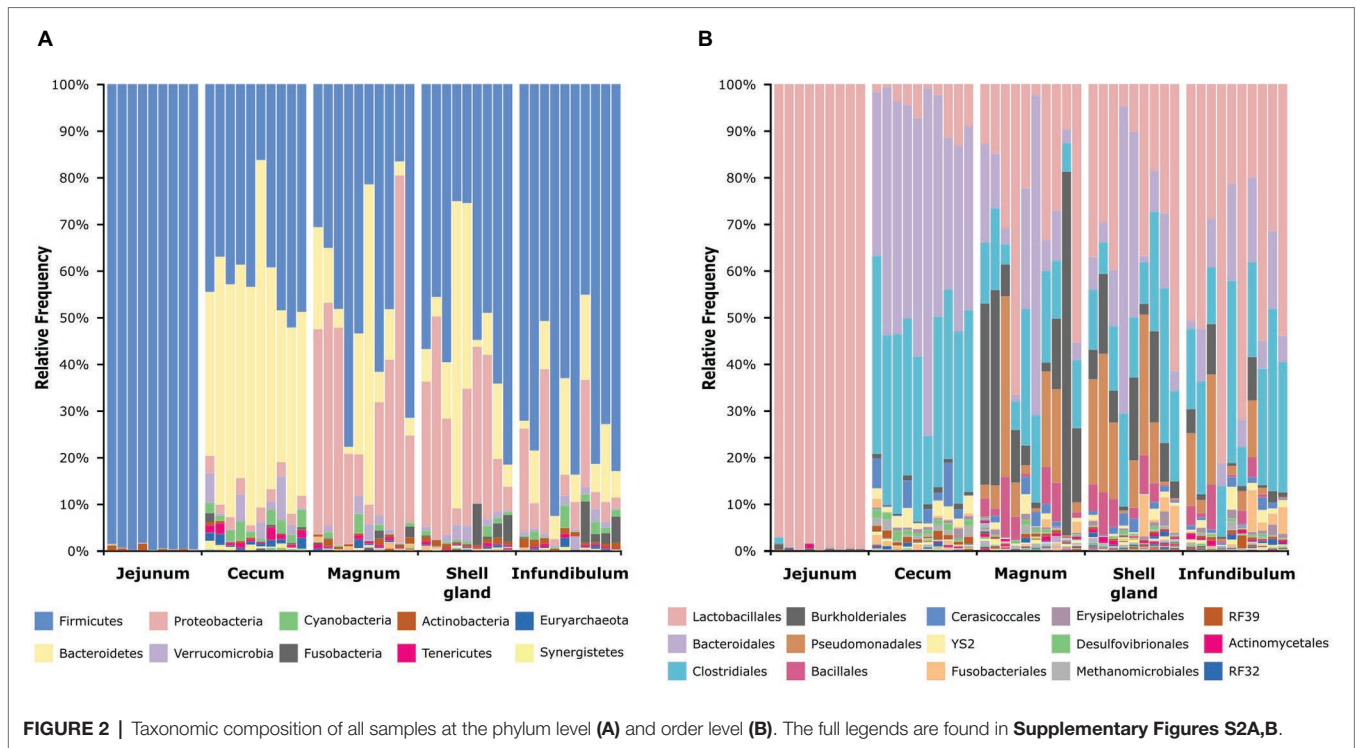 A
B
100%
90%
80%
70%
60%
50%
40%
30%
20%
10%
0%
Relative Frequency
Jejunum Cecum Magnum Shell gland Infundibulum
100%
90%
80%
70%
60%
50%
40%
30%
20%
10%
0%
Relative Frequency
Jejunum Cecum Magnum Shell gland Infundibulum
Firmicutes Proteobacteria Cyanobacteria Actinobacteria Euryarchaeota
Bacteroidetes Verrucomicrobia Fusobacteria Tenericutes Synergistetes
Lactobacillales Burkholderiales Cerasicoccales Erysipelotrichales RF39
Bacteroidales Pseudomonadales YS2 Desulfovibrionales Actinomycetales
Clostridiales Bacillales Fusobacteriales Methanomicrobiales RF32
FIGURE 2 | Taxonomic composition of all samples at the phylum level (A) and order level (B). The full legends are found in Supplementary Figures S2A,B.